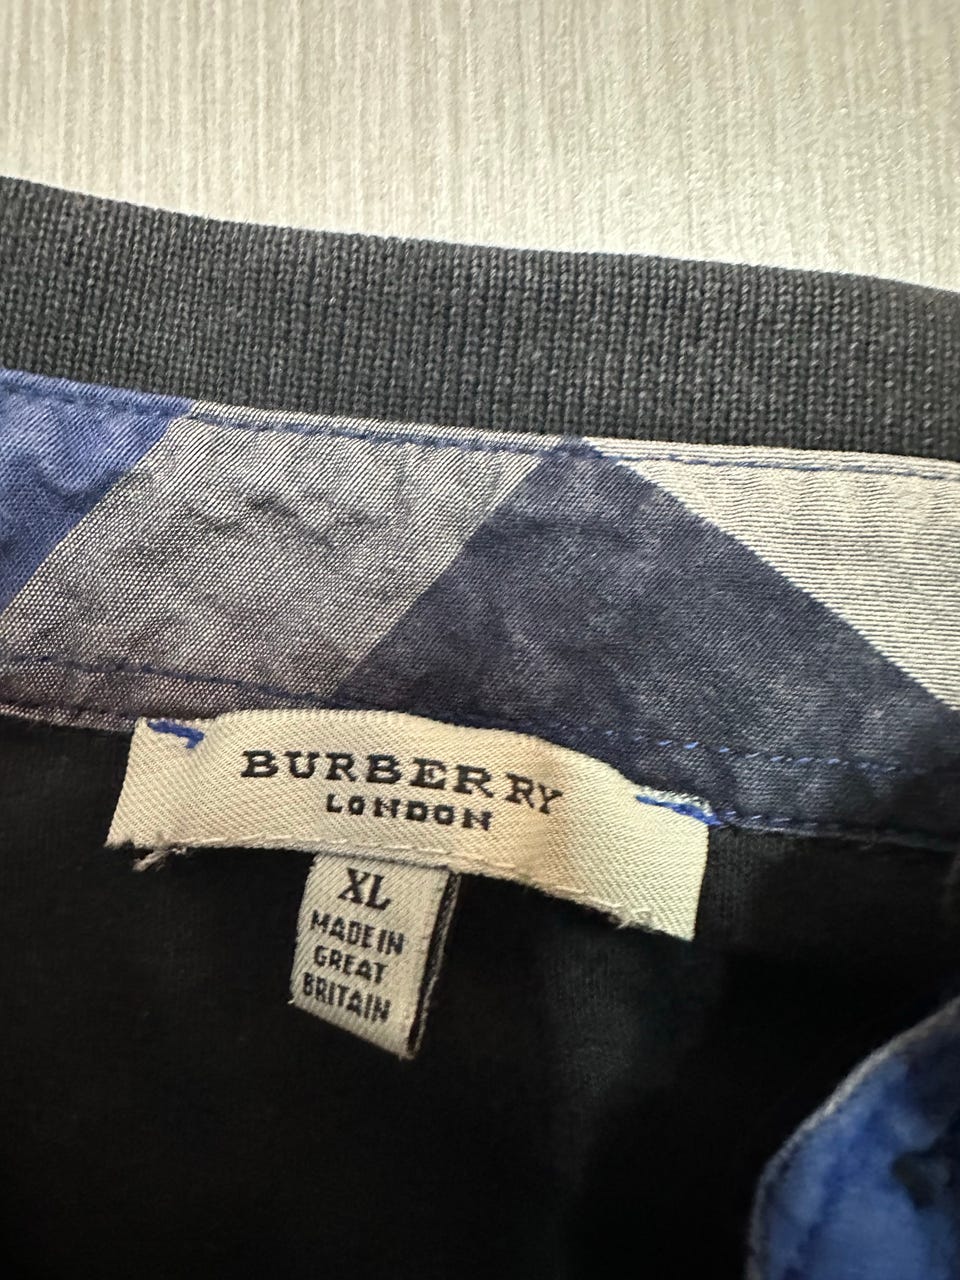 BURBERRY
LONDON
XL
MADE IN
GREAT
BRITAIN